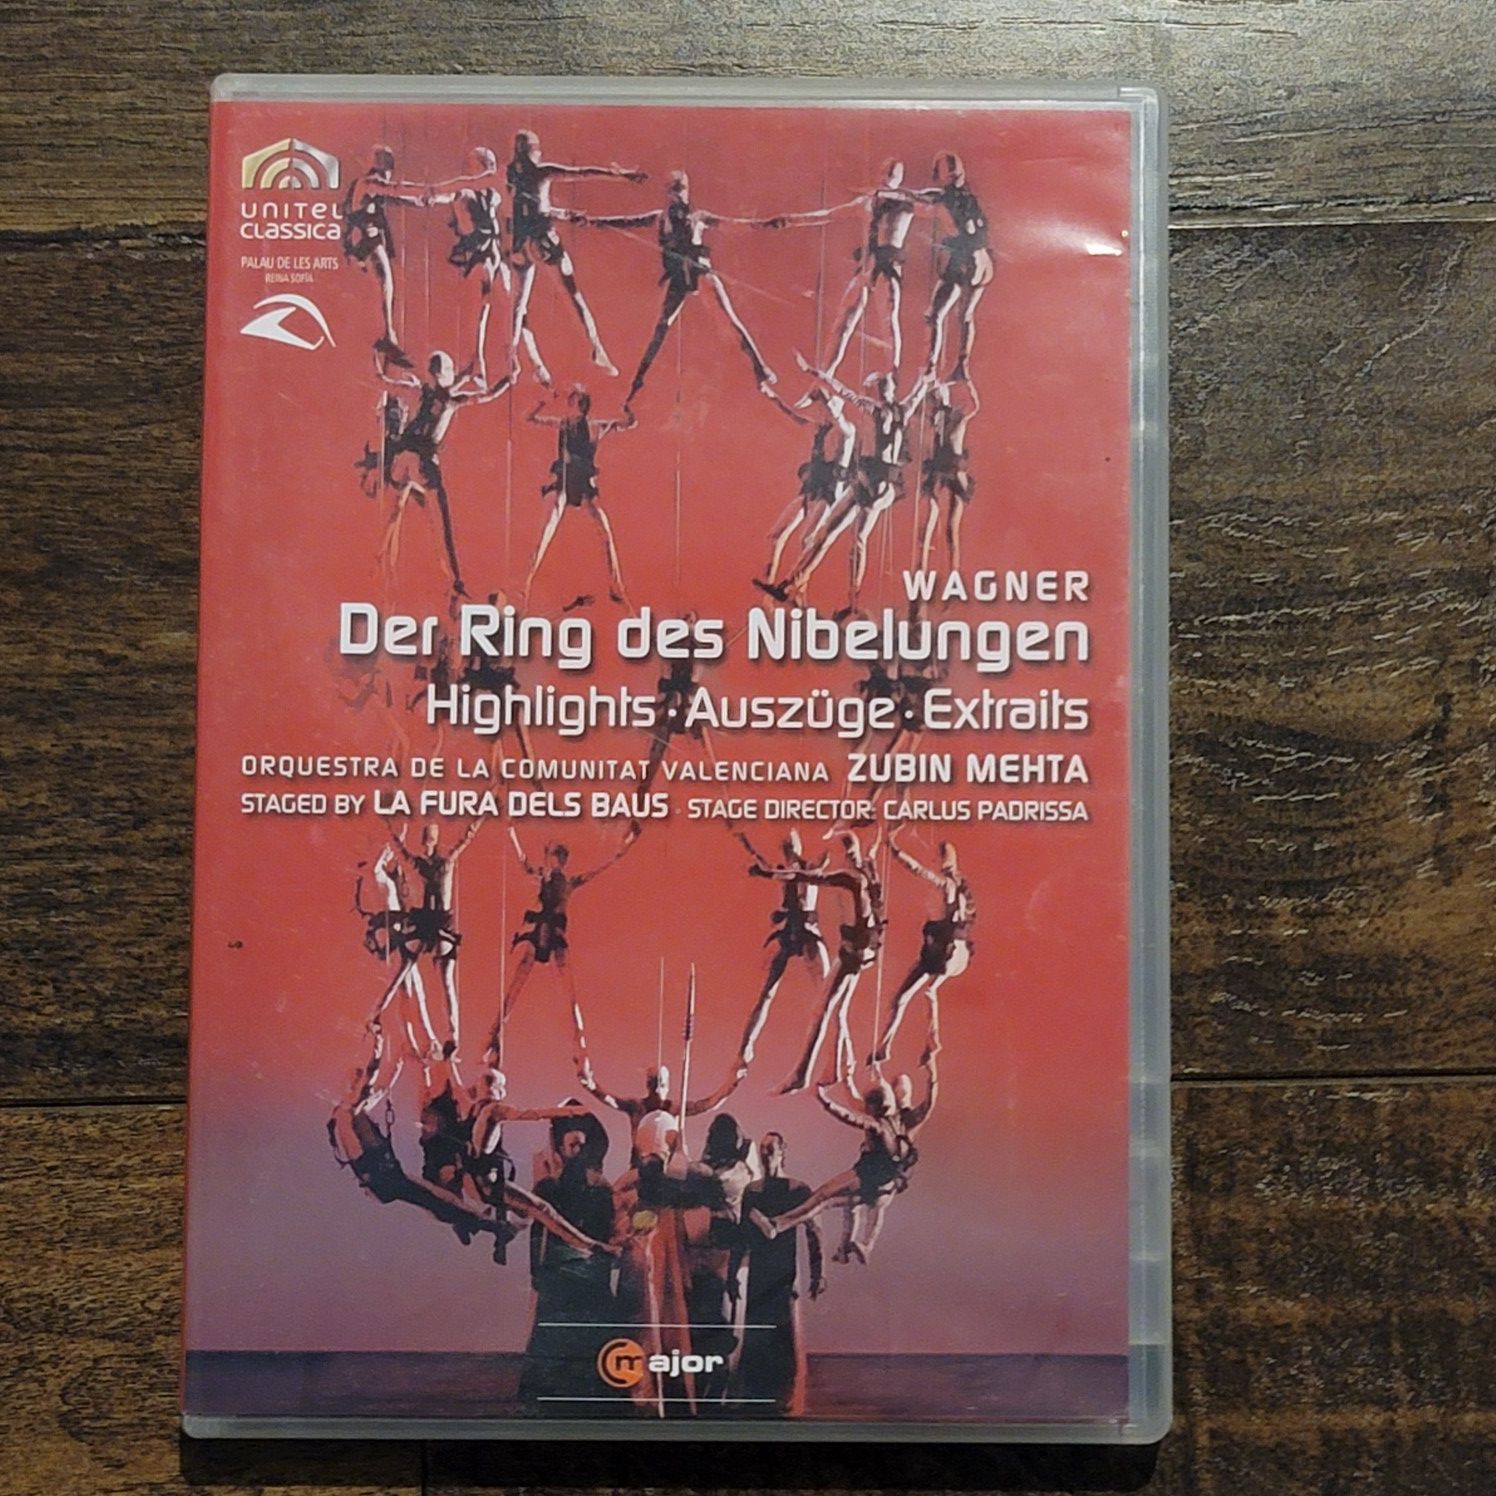 UNITEL
CLASSICA
PALAU DE LES ARTS
REINA SOFÍA
WAGNER
Der Ring des Nibelungen
Highlights · Auszüge · Extraits
ORQUESTRA DE LA COMUNITAT VALENCIANA ZUBIN MEHTA
STAGED BY LA FURA DELS BAUS · STAGE DIRECTOR: CARLUS PADRISSA
C major